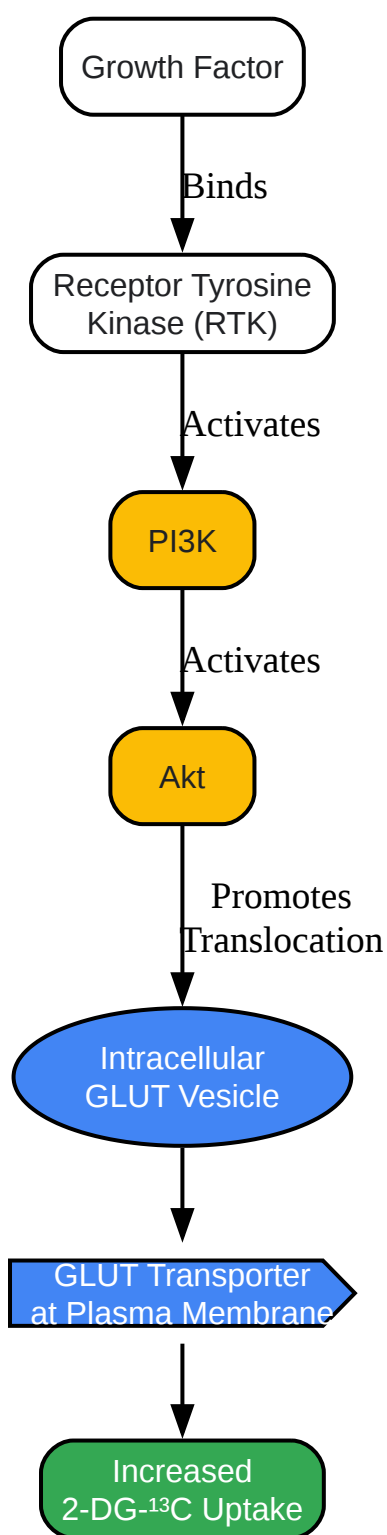 Growth Factor
Binds
Receptor Tyrosine
Kinase (RTK)
Activates
PI3K
Activates
Akt
Promotes
Translocation
Intracellular
GLUT Vesicle
GLUT Transporter
at Plasma Membrane
Increased
2-DG-¹³C Uptake